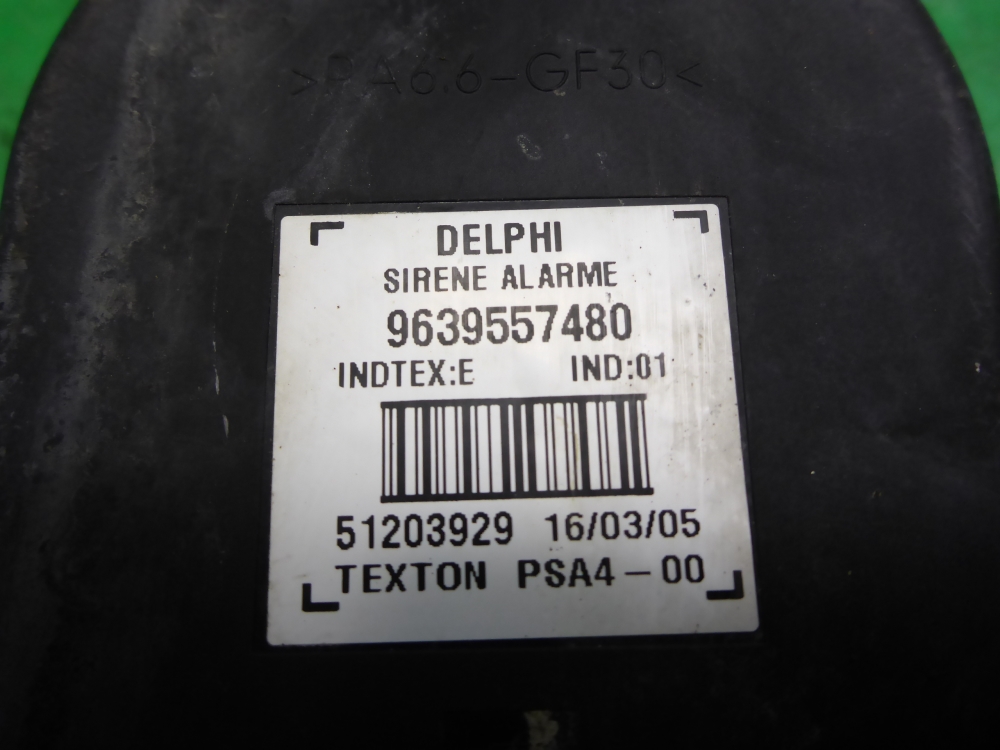 >PA6.6-GF30<
DELPHI
SIRENE ALARME
9639557480
INDTEX:E IND:01
51203929 16/03/05
TEXTON PSA4-00